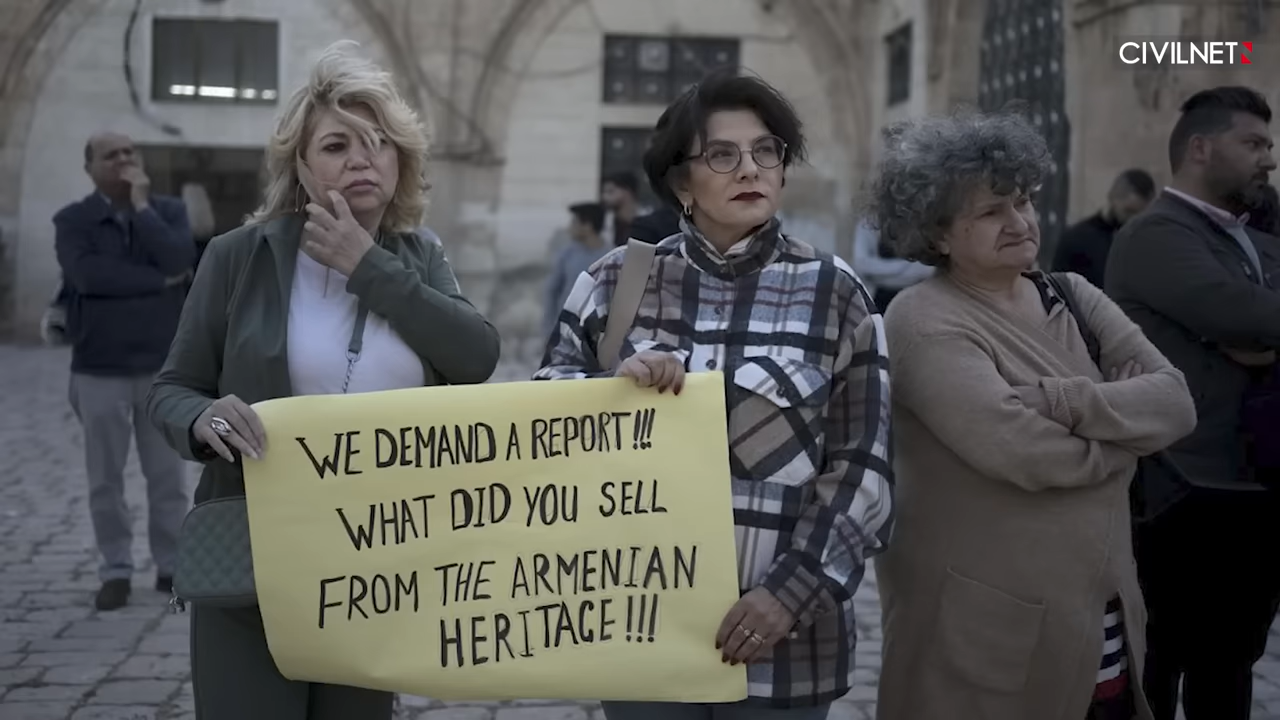 CIVILNET
WE DEMAND A REPORT!!!
WHAT DID YOU SELL
FROM THE ARMENIAN
HERITAGE!!!